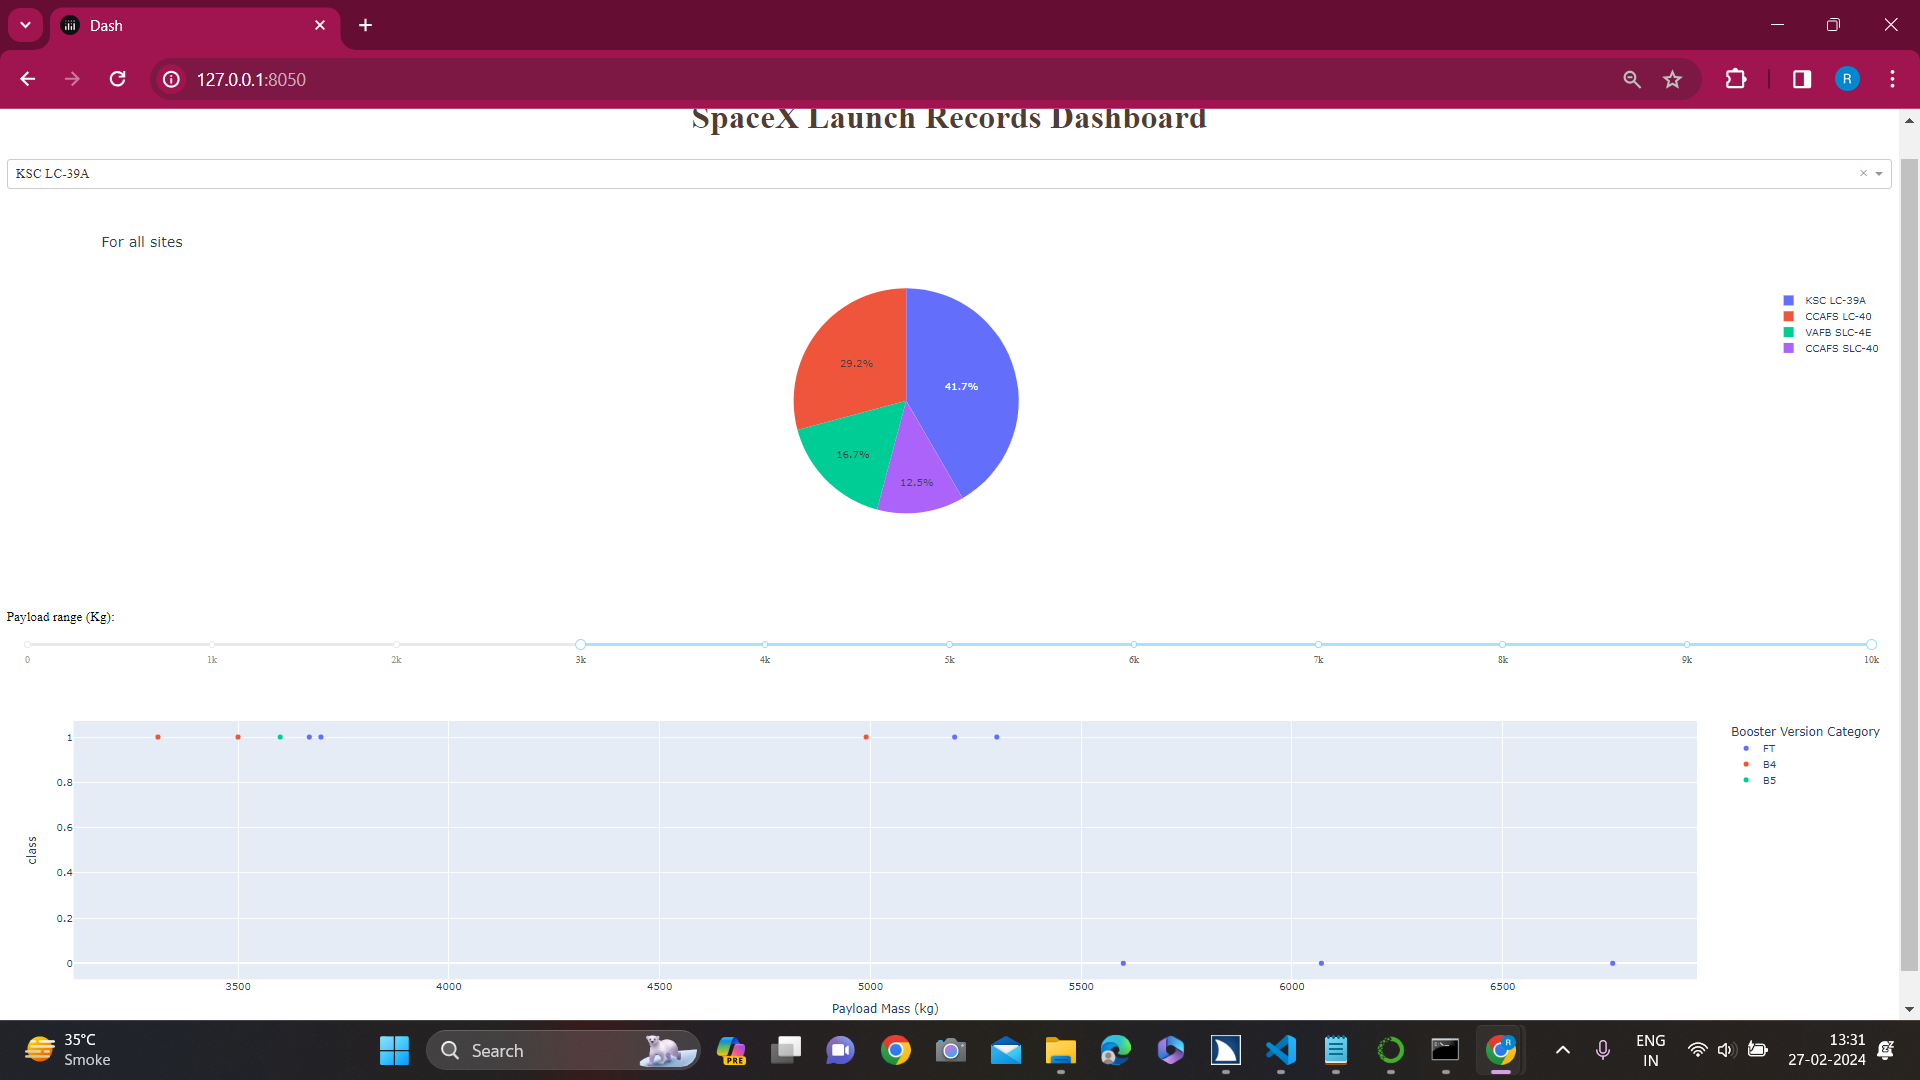 Dash
127.0.0.1:8050
R
SpaceX Launch Records Dashboard
KSC LC-39A
For all sites
41.7%
29.2%
16.7%
12.5%
KSC LC-39A
CCAFS LC-40
VAFB SLC-4E
CCAFS SLC-40
Payload range (Kg):
0 1k 2k 3k 4k 5k 6k 7k 8k 9k 10k
Booster Version Category
FT
B4
B5
1
0.8
0.6
0.4
0.2
0
class
3500 4000 4500 5000 5500 6000 6500
Payload Mass (kg)
35°C
Smoke
Search
PRE
R
ENG
IN
13:31
27-02-2024